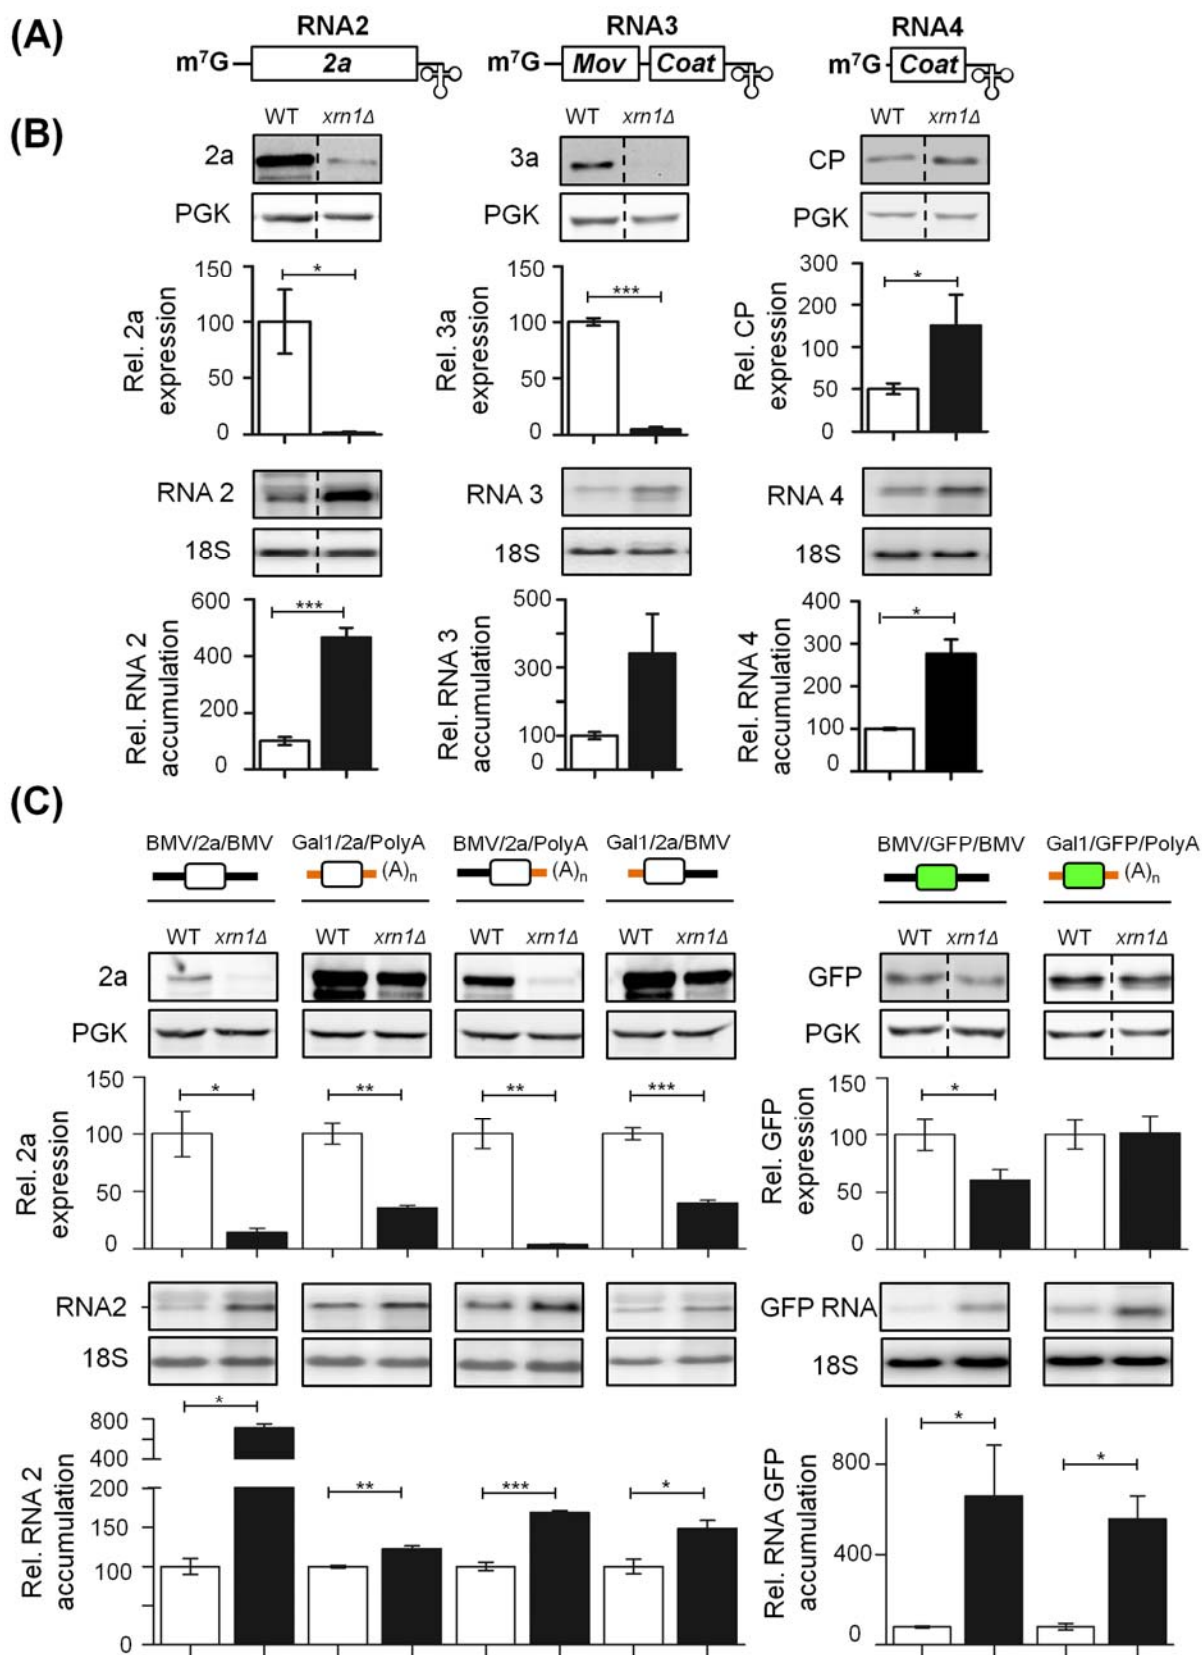 (A)
RNA2 RNA3 RNA4
m⁷G 2a m⁷G Mov Coat m⁷G Coat
(B)
WT xrn1Δ WT xrn1Δ WT xrn1Δ
2a 3a CP
PGK PGK PGK
Rel. 2a expression
150
100
50
0
*
Rel. 3a expression
150
100
50
0
***
Rel. CP expression
300
100
50
0
*
RNA 2 RNA 3 RNA 4
18S 18S 18S
Rel. RNA 2 accumulation
600
400
200
0
***
Rel. RNA 3 accumulation
500
300
100
0
Rel. RNA 4 accumulation
400
300
200
100
0
*
(C)
BMV/2a/BMV Gal1/2a/PolyA BMV/2a/PolyA Gal1/2a/BMV BMV/GFP/BMV Gal1/GFP/PolyA
(A)n (A)n (A)n
WT xrn1Δ WT xrn1Δ WT xrn1Δ WT xrn1Δ WT xrn1Δ WT xrn1Δ
2a GFP
PGK PGK
Rel. 2a expression
150
100
50
0
* ** ** ***
Rel. GFP expression
150
100
50
0
*
RNA2 GFP RNA
18S 18S
Rel. RNA 2 accumulation
800
400
200
150
100
0
* ** *** *
Rel. RNA GFP accumulation
800
400
0
* *